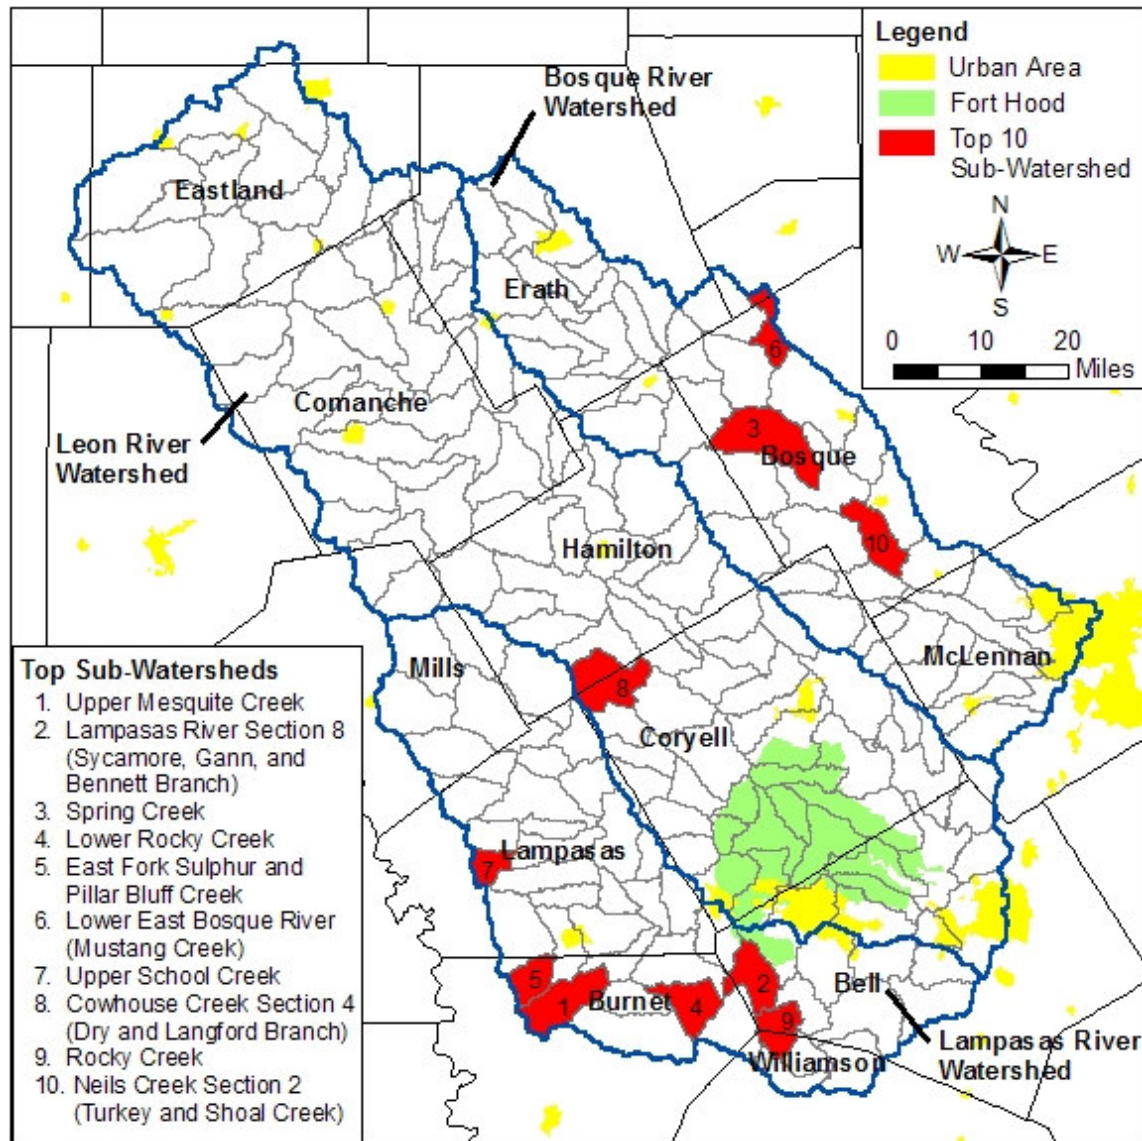 Legend
Urban Area
Fort Hood
Top 10
Sub-Watershed
N
W E
S
0 10 20
Miles
Bosque River
Watershed
Eastland
Erath
6
Comanche
3
Bosque
Leon River
Watershed
10
Hamilton
McLennan
Mills
8
Coryell
Lampasas
7
5
1
Burnet
4
2
Bell
9
Williamson
Lampasas River
Watershed
Top Sub-Watersheds
1. Upper Mesquite Creek
2. Lampasas River Section 8
(Sycamore, Gann, and
Bennett Branch)
3. Spring Creek
4. Lower Rocky Creek
5. East Fork Sulphur and
Pillar Bluff Creek
6. Lower East Bosque River
(Mustang Creek)
7. Upper School Creek
8. Cowhouse Creek Section 4
(Dry and Langford Branch)
9. Rocky Creek
10. Neils Creek Section 2
(Turkey and Shoal Creek)